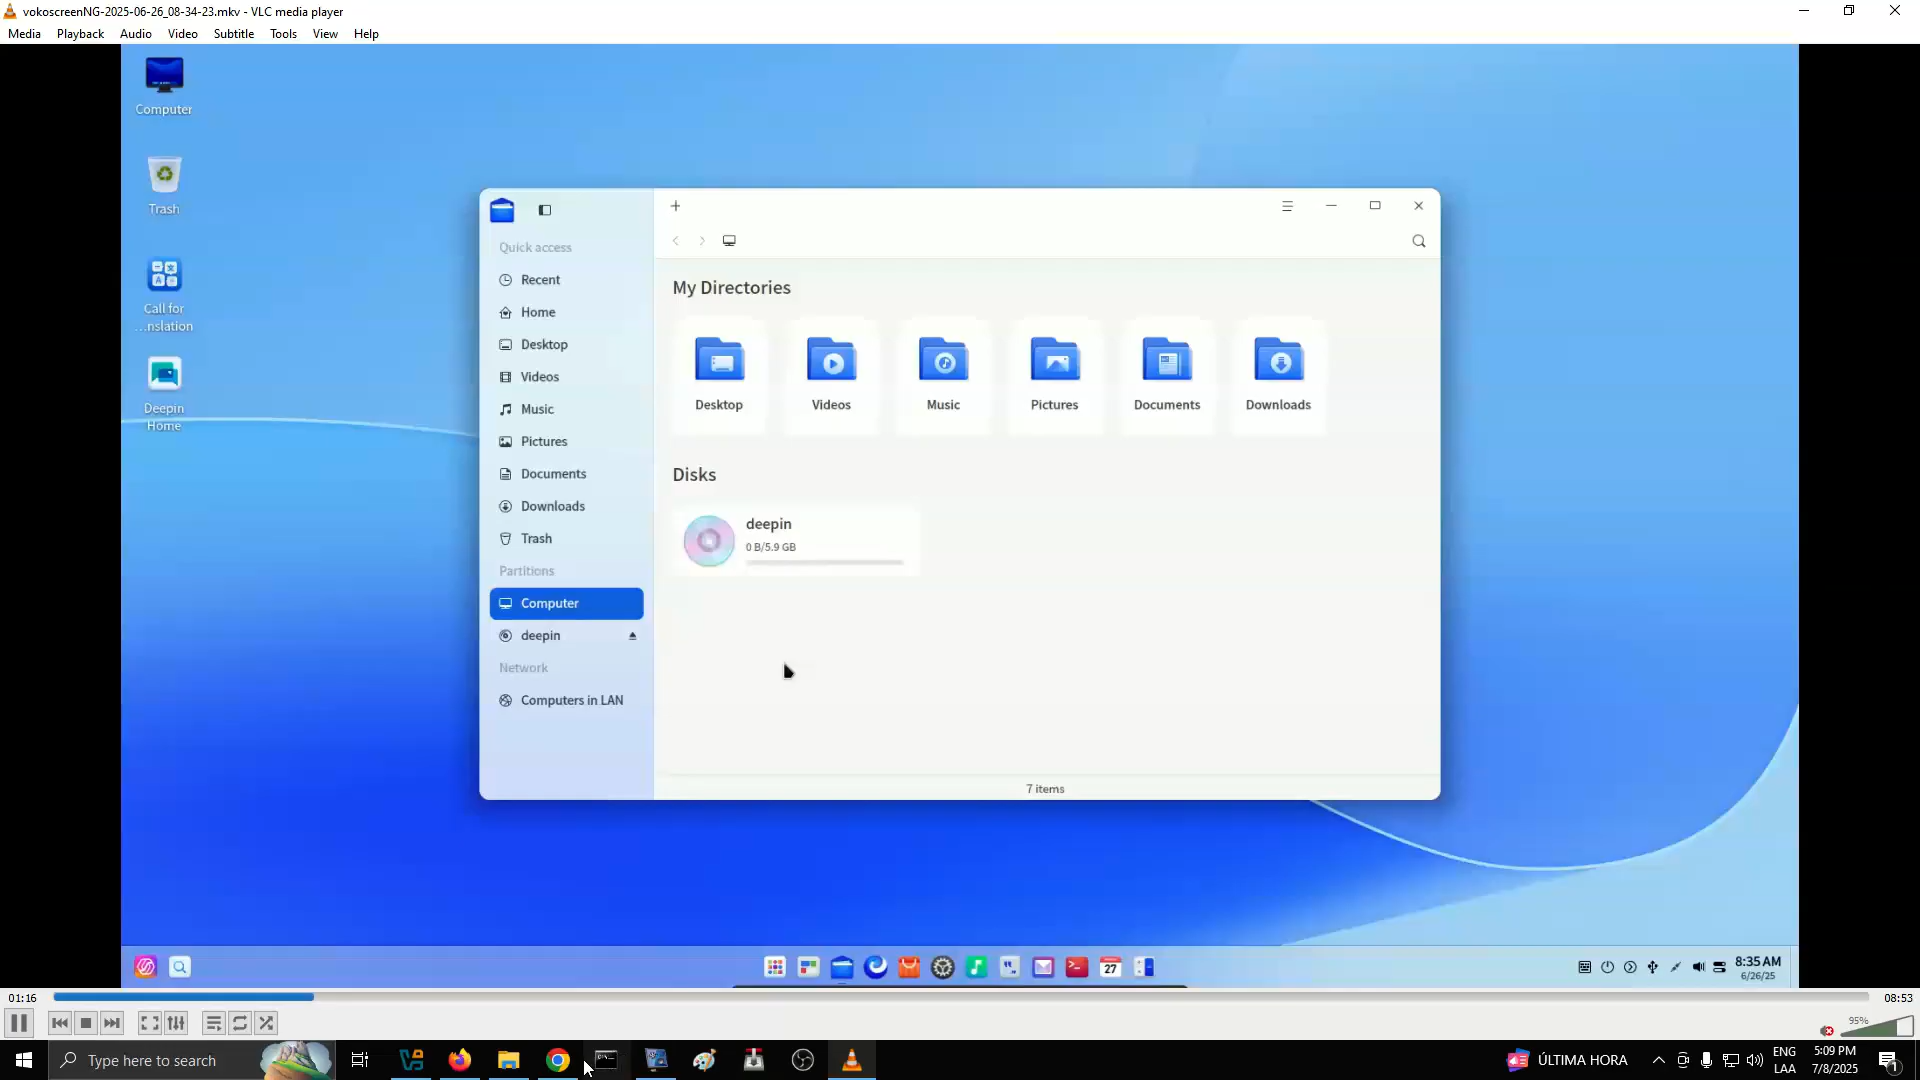 vokoscreenNG-2025-06-26_08-34-23.mkv - VLC media player
Media Playback Audio Video Subtitle Tools View Help
Computer
Trash
Call for
...nslation
Deepin
Home
Quick access
Recent
Home
Desktop
Videos
Music
Pictures
Documents
Downloads
Trash
Partitions
Computer
deepin
Network
Computers in LAN
My Directories
Desktop Videos Music Pictures Documents Downloads
Disks
deepin
0 B/5.9 GB
7 items
27
8:35 AM
6/26/25
01:16
08:53
95%
Type here to search
ÚLTIMA HORA
ENG
LAA
5:09 PM
7/8/2025
1